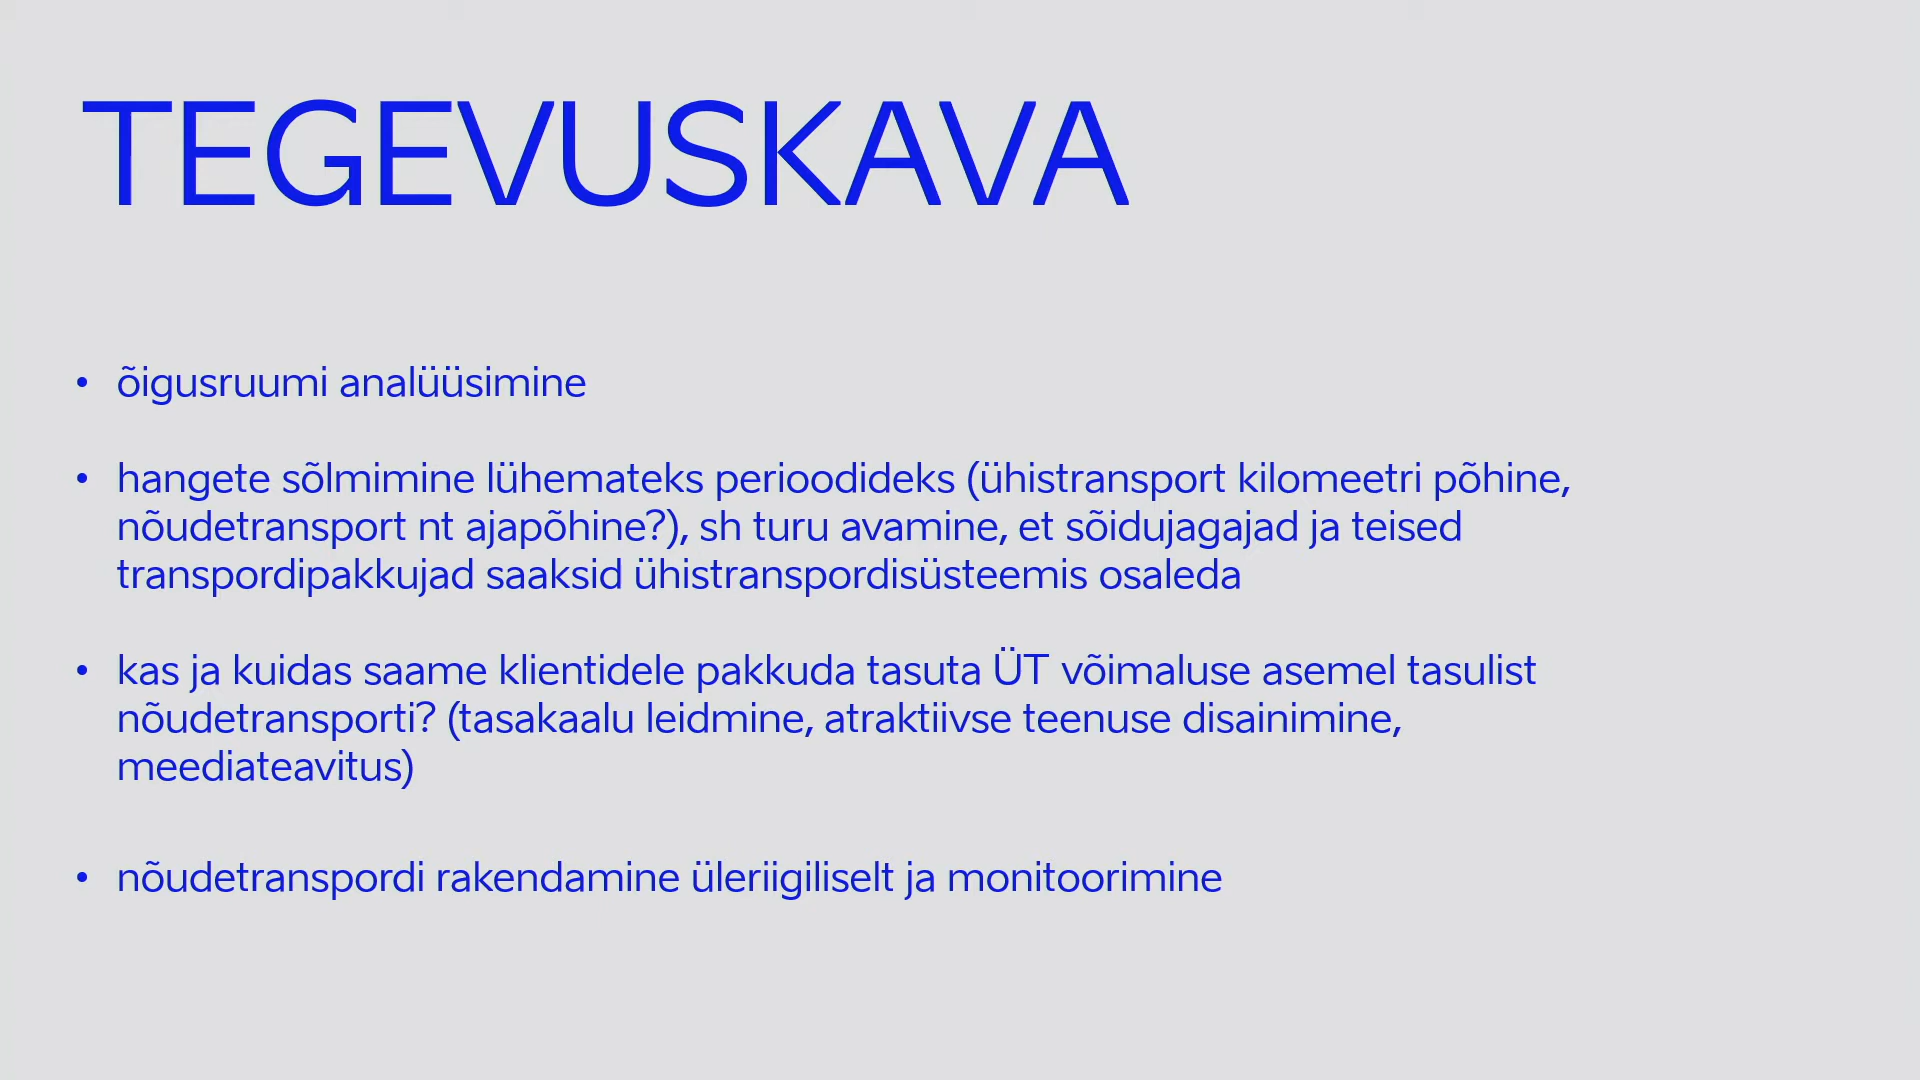 TEGEVUSKAVA
• õigusruumi analüüsimine
• hangete sõlmimine lühemateks perioodideks (ühistransport kilomeetri põhine,
nõudetransport nt ajapõhine?), sh turu avamine, et sõidujagajad ja teised
transpordipakkujad saaksid ühistranspordisüsteemis osaleda
• kas ja kuidas saame klientidele pakkuda tasuta ÜT võimaluse asemel tasulist
nõudetransporti? (tasakaalu leidmine, atraktiivse teenuse disainimine,
meediateavitus)
• nõudetranspordi rakendamine üleriigiliselt ja monitoorimine